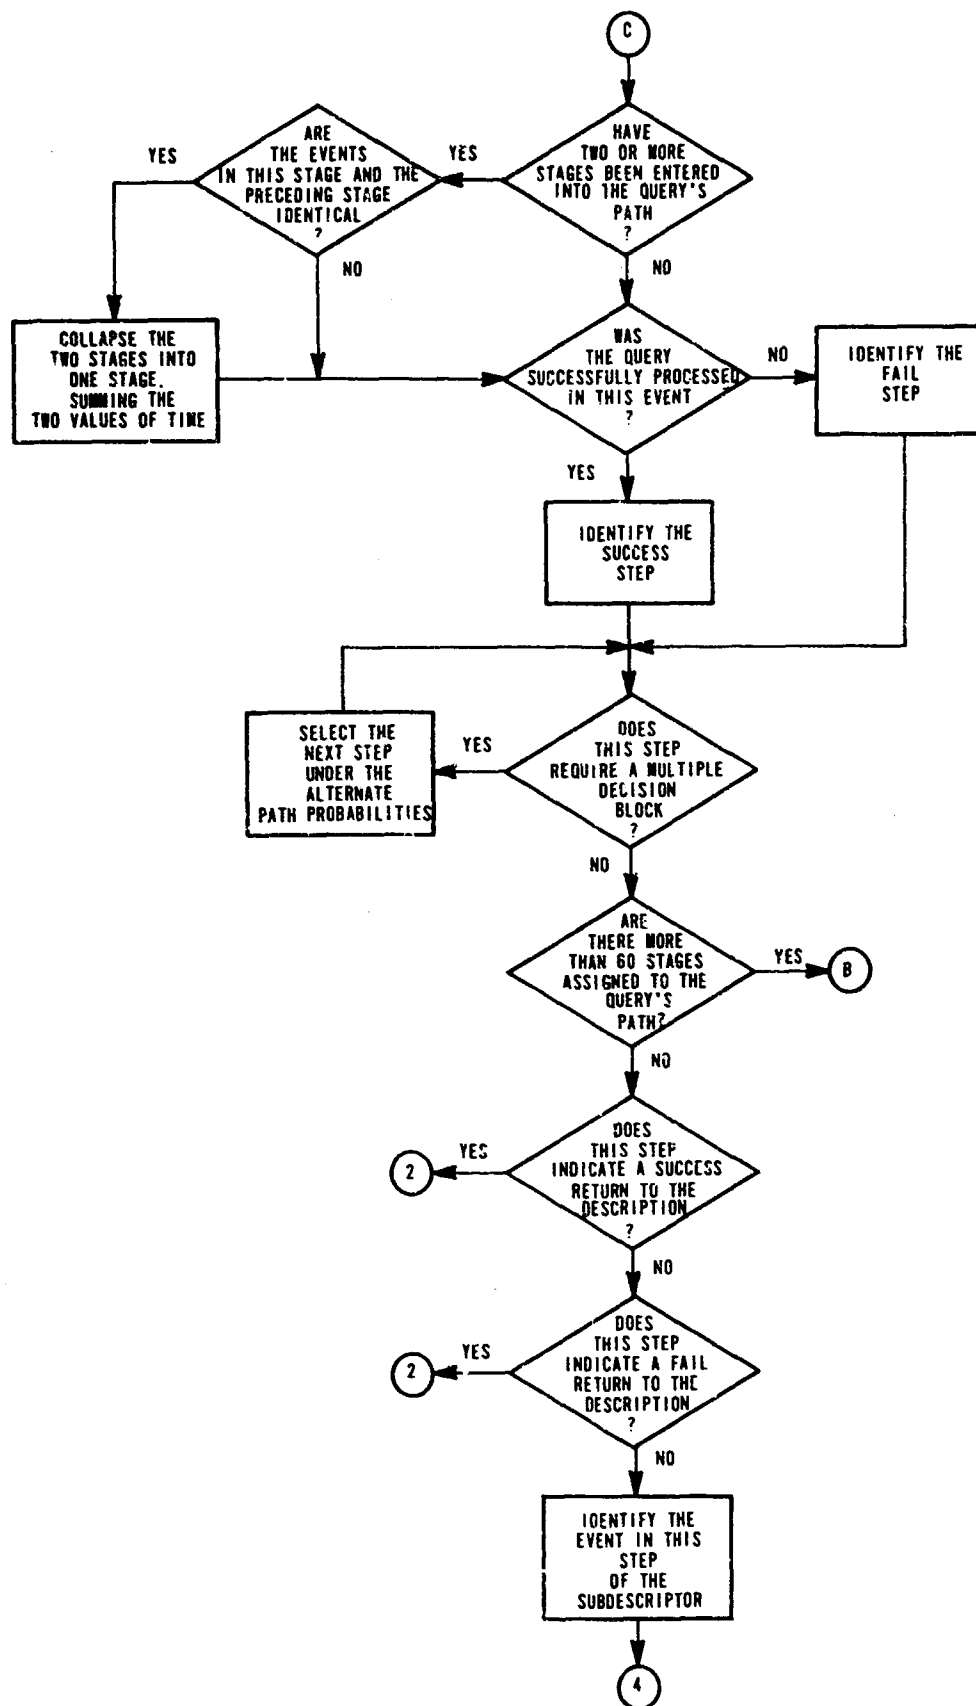 C
HAVE
TWO OR MORE
STAGES BEEN ENTERED
INTO THE QUERY'S
PATH
?
YES
NO
ARE
THE EVENTS
IN THIS STAGE AND THE
PRECEDING STAGE
IDENTICAL
?
YES
NO
COLLAPSE THE
TWO STAGES INTO
ONE STAGE.
SUMMING THE
TWO VALUES OF TIME
WAS
THE QUERY
SUCCESSFULLY PROCESSED
IN THIS EVENT
?
NO
IDENTIFY THE
FAIL
STEP
YES
IDENTIFY THE
SUCCESS
STEP
DOES
THIS STEP
REQUIRE A MULTIPLE
DECISION
BLOCK
?
YES
SELECT THE
NEXT STEP
UNDER THE
ALTERNATE
PATH PROBABILITIES
NO
ARE
THERE MORE
THAN 60 STAGES
ASSIGNED TO THE
QUERY'S
PATH?
YES
B
NO
DOES
THIS STEP
INDICATE A SUCCESS
RETURN TO THE
DESCRIPTION
?
YES
2
NO
DOES
THIS STEP
INDICATE A FAIL
RETURN TO THE
DESCRIPTION
?
YES
2
NO
IDENTIFY THE
EVENT IN THIS
STEP
OF THE
SUBDESCRIPTOR
4